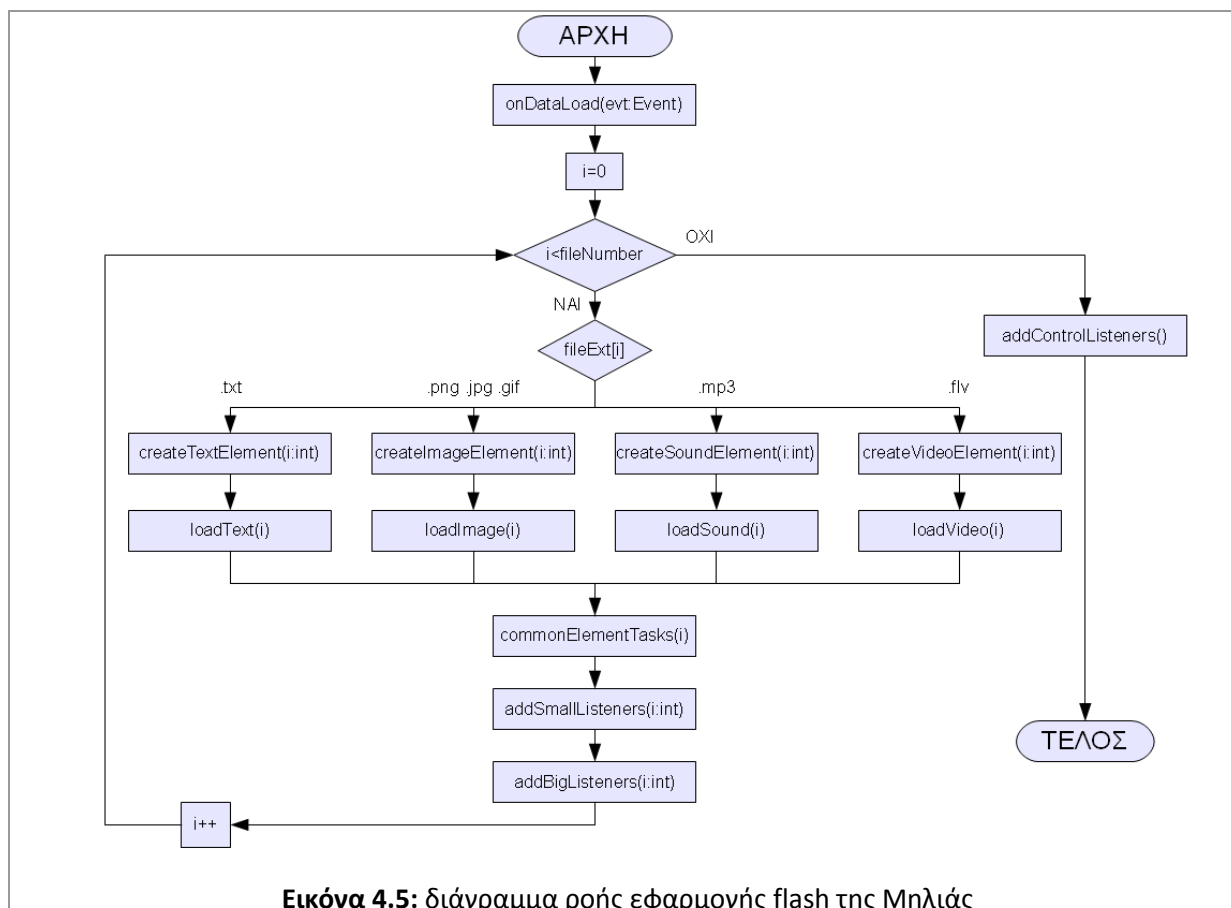 ΑΡΧΗ
onDataLoad(evt:Event)
i=0
i<fileNumber
ΟΧΙ
ΝΑΙ
addControlListeners()
fileExt[i]
.txt
.png .jpg .gif
.mp3
.flv
createTextElement(i:int)
createImageElement(i:int)
createSoundElement(i:int)
createVideoElement(i:int)
loadText(i)
loadImage(i)
loadSound(i)
loadVideo(i)
commonElementTasks(i)
addSmallListeners(i:int)
ΤΕΛΟΣ
addBigListeners(i:int)
i++
Εικόνα 4.5: διάγραμμα ροής εφαρμογής flash της Μηλιάς